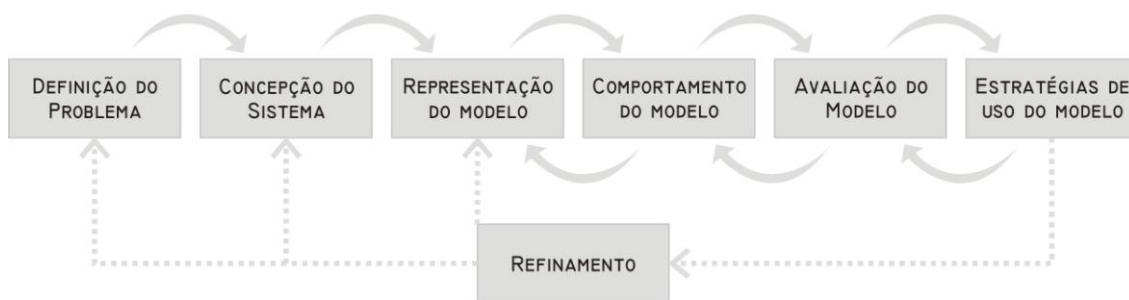 DEFINIÇÃO DO
PROBLEMA
CONCEPÇÃO DO
SISTEMA
REPRESENTAÇÃO
DO MODELO
COMPORTAMENTO
DO MODELO
AVALIAÇÃO DO
MODELO
ESTRATÉGIAS DE
USO DO MODELO
REFINAMENTO